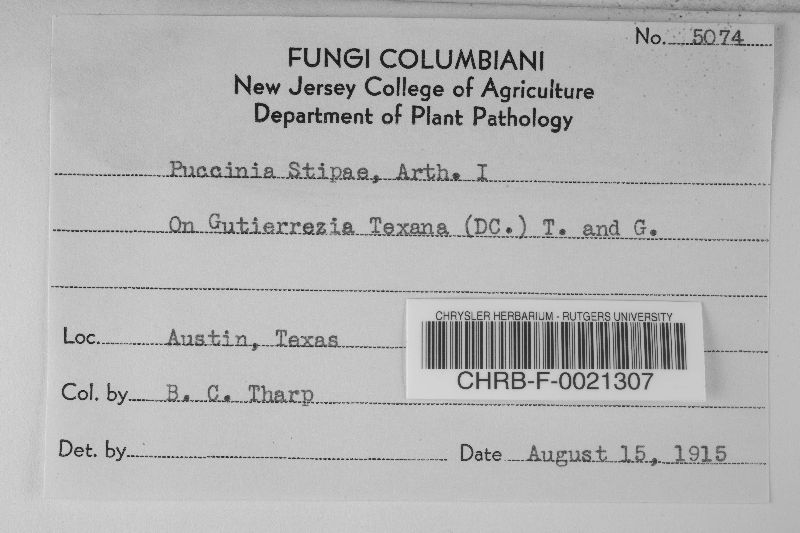 No. 5074
FUNGI COLUMBIANI
New Jersey College of Agriculture
Department of Plant Pathology
Puccinia Stipae, Arth. I
On Gutierrezia Texana (DC.) T. and G.
Loc. Austin, Texas
CHRYSLER HERBARIUM - RUTGERS UNIVERSITY
CHRB-F-0021307
Col. by B. C. Tharp
Det. by
Date August 15, 1915